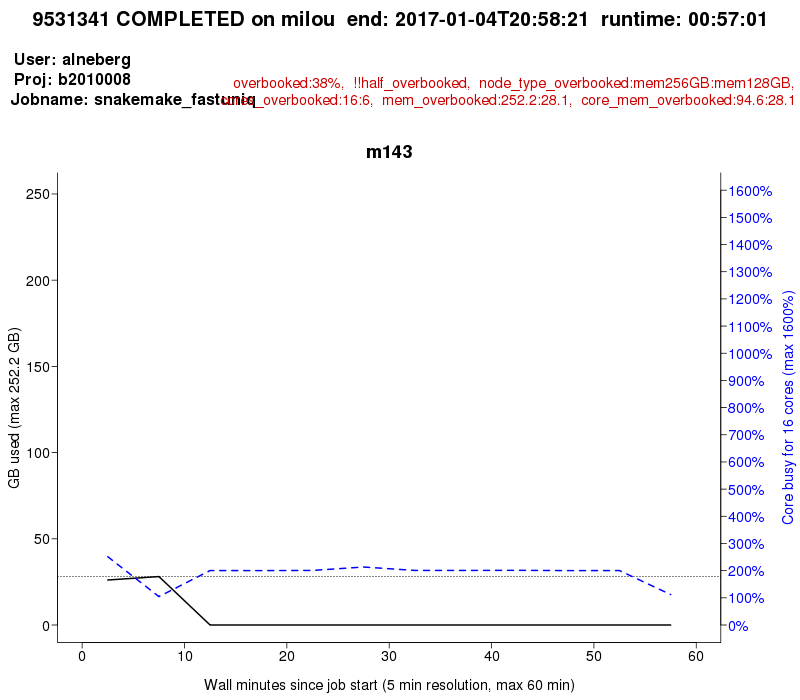 9531341 COMPLETED on milou end: 2017-01-04T20:58:21 runtime: 00:57:01
User: alneberg
Proj: b2010008
overbooked:38%, !!half_overbooked, node_type_overbooked:mem256GB:mem128GB,
Jobname: snakemake_fastuniq
cores_overbooked:16:6, mem_overbooked:252.2:28.1, core_mem_overbooked:94.6:28.1
m143
GB used (max 252.2 GB)
250
200
150
100
50
0
1600%
1500%
1400%
1300%
1200%
1100%
1000%
900%
800%
700%
600%
500%
400%
300%
200%
100%
0%
Core busy for 16 cores (max 1600%)
0 10 20 30 40 50 60
Wall minutes since job start (5 min resolution, max 60 min)